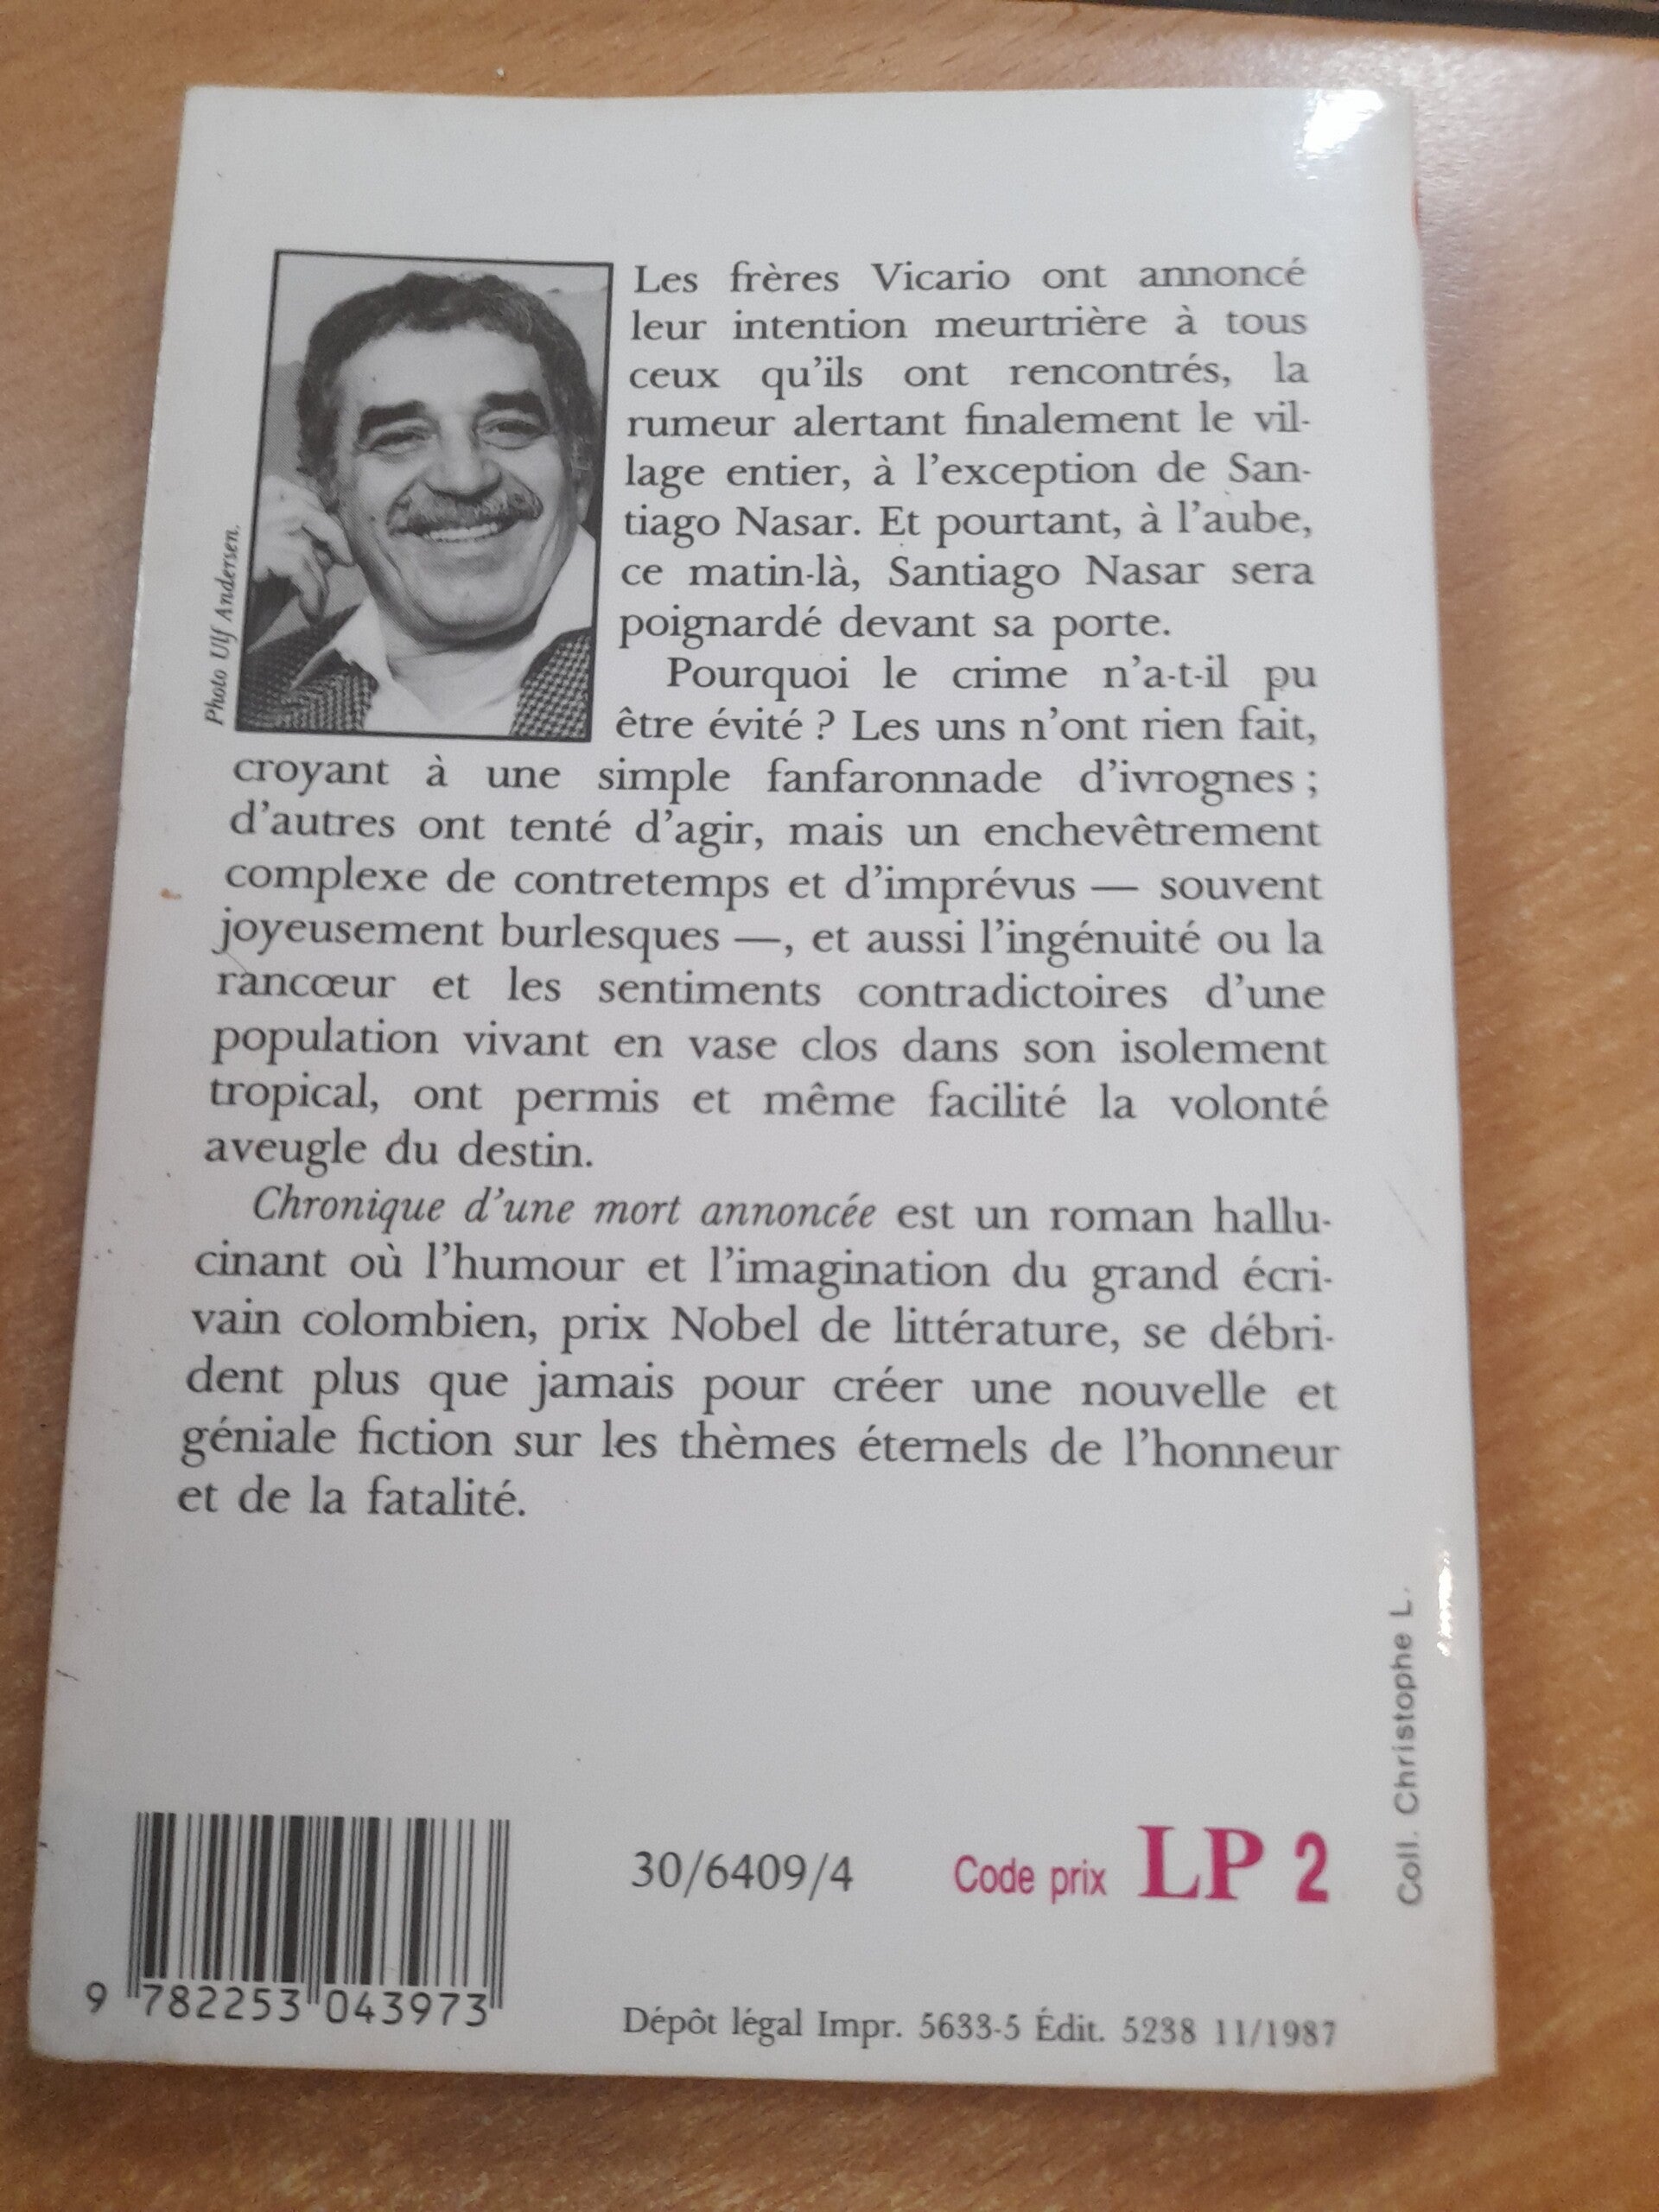 Les frères Vicario ont annoncé
leur intention meurtrière à tous
ceux qu'ils ont rencontrés, la
rumeur alertant finalement le vil-
lage entier, à l'exception de San-
tiago Nasar. Et pourtant, à l'aube,
ce matin-là, Santiago Nasar sera
poignardé devant sa porte.
Pourquoi le crime n'a-t-il pu
être évité ? Les uns n'ont rien fait,
croyant à une simple fanfaronnade d'ivrognes ;
d'autres ont tenté d'agir, mais un enchevêtrement
complexe de contretemps et d'imprévus — souvent
joyeusement burlesques —, et aussi l'ingénuité ou la
rancœur et les sentiments contradictoires d'une
population vivant en vase clos dans son isolement
tropical, ont permis et même facilité la volonté
aveugle du destin.
Chronique d'une mort annoncée est un roman hallu-
cinant où l'humour et l'imagination du grand écri-
vain colombien, prix Nobel de littérature, se débri-
dent plus que jamais pour créer une nouvelle et
géniale fiction sur les thèmes éternels de l'honneur
et de la fatalité.
Photo Ulf Andersen.
Coll. Christophe L.
30/6409/4
Code prix LP 2
9 782253 043973
Dépôt légal Impr. 5633-5 Édit. 5238 11/1987